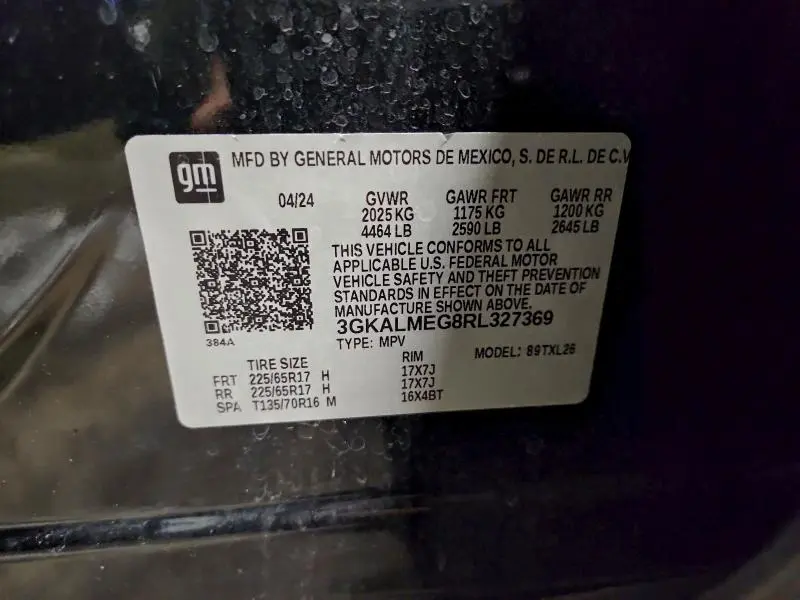 gm MFD BY GENERAL MOTORS DE MEXICO, S. DE R.L. DE C.V
04/24 GVWR GAWR FRT GAWR RR
2025 KG 1175 KG 1200 KG
4464 LB 2590 LB 2645 LB
THIS VEHICLE CONFORMS TO ALL
APPLICABLE U.S. FEDERAL MOTOR
VEHICLE SAFETY AND THEFT PREVENTION
STANDARDS IN EFFECT ON THE DATE OF
MANUFACTURE SHOWN ABOVE.
3GKALMEG8RL327369
384A
TYPE: MPV MODEL: 89TXL26
TIRE SIZE RIM
FRT 225/65R17 H 17X7J
RR 225/65R17 H 17X7J
SPA T135/70R16 M 16X4BT